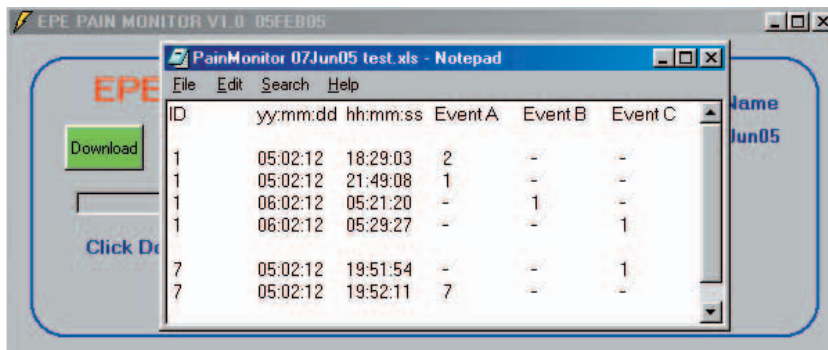 EPE PAIN MONITOR V1.0 05FEB05
PainMonitor 07Jun05 test.xls - Notepad
File Edit Search Help
EPE
Name
Jun05
Download
Click Do
ID yy:mm:dd hh:mm:ss Event A Event B Event C
1 05:02:12 18:29:03 2 - -
1 05:02:12 21:49:08 1 - -
1 06:02:12 05:21:20 - 1 -
1 06:02:12 05:29:27 - - 1
7 05:02:12 19:51:54 - - 1
7 05:02:12 19:52:11 7 - -